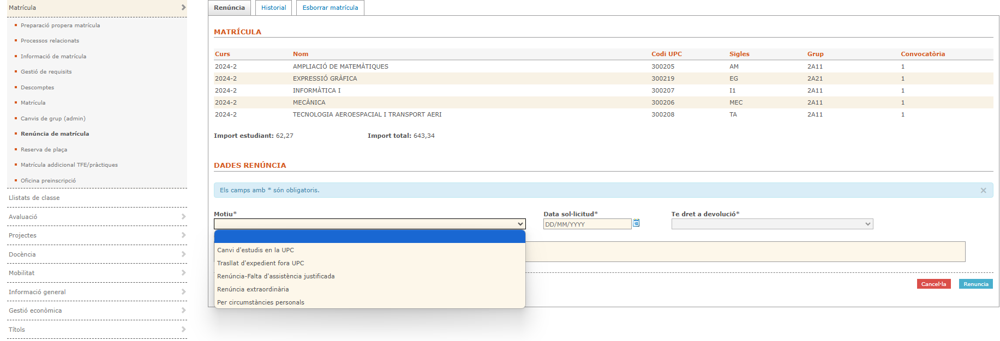 Matrícula
Preparació propera matrícula
Processos relacionats
Informació de matrícula
Gestió de requisits
Descomptes
Matrícula
Canvis de grup (admin)
Renúncia de matrícula
Reserva de plaça
Matrícula addicional TFE/pràctiques
Oficina preinscripció
Llistats de classe
Avaluació
Projectes
Docència
Mobilitat
Informació general
Gestió econòmica
Títols
Renúncia Historial Esborrar matrícula
MATRÍCULA
Curs Nom Codi UPC Sigles Grup Convocatòria
2024-2 AMPLIACIÓ DE MATEMÀTIQUES 300205 AM 2A11 1
2024-2 EXPRESSIÓ GRÀFICA 300219 EG 2A21 1
2024-2 INFORMÀTICA I 300207 I1 2A11 1
2024-2 MECÀNICA 300206 MEC 2A11 1
2024-2 TECNOLOGIA AEROESPACIAL I TRANSPORT AERI 300208 TA 2A11 1
Import estudiant: 62,27 Import total: 643,34
DADES RENÚNCIA
Els camps amb * són obligatoris. ×
Motiu* Data sol·licitud* Te dret a devolució*
DD/MM/YYYY
Canvi d'estudis en la UPC
Trasllat d'expedient fora UPC
Renúncia-Falta d'assistència justificada
Renúncia extraordinària
Per circumstàncies personals
Cancel·la Renuncia